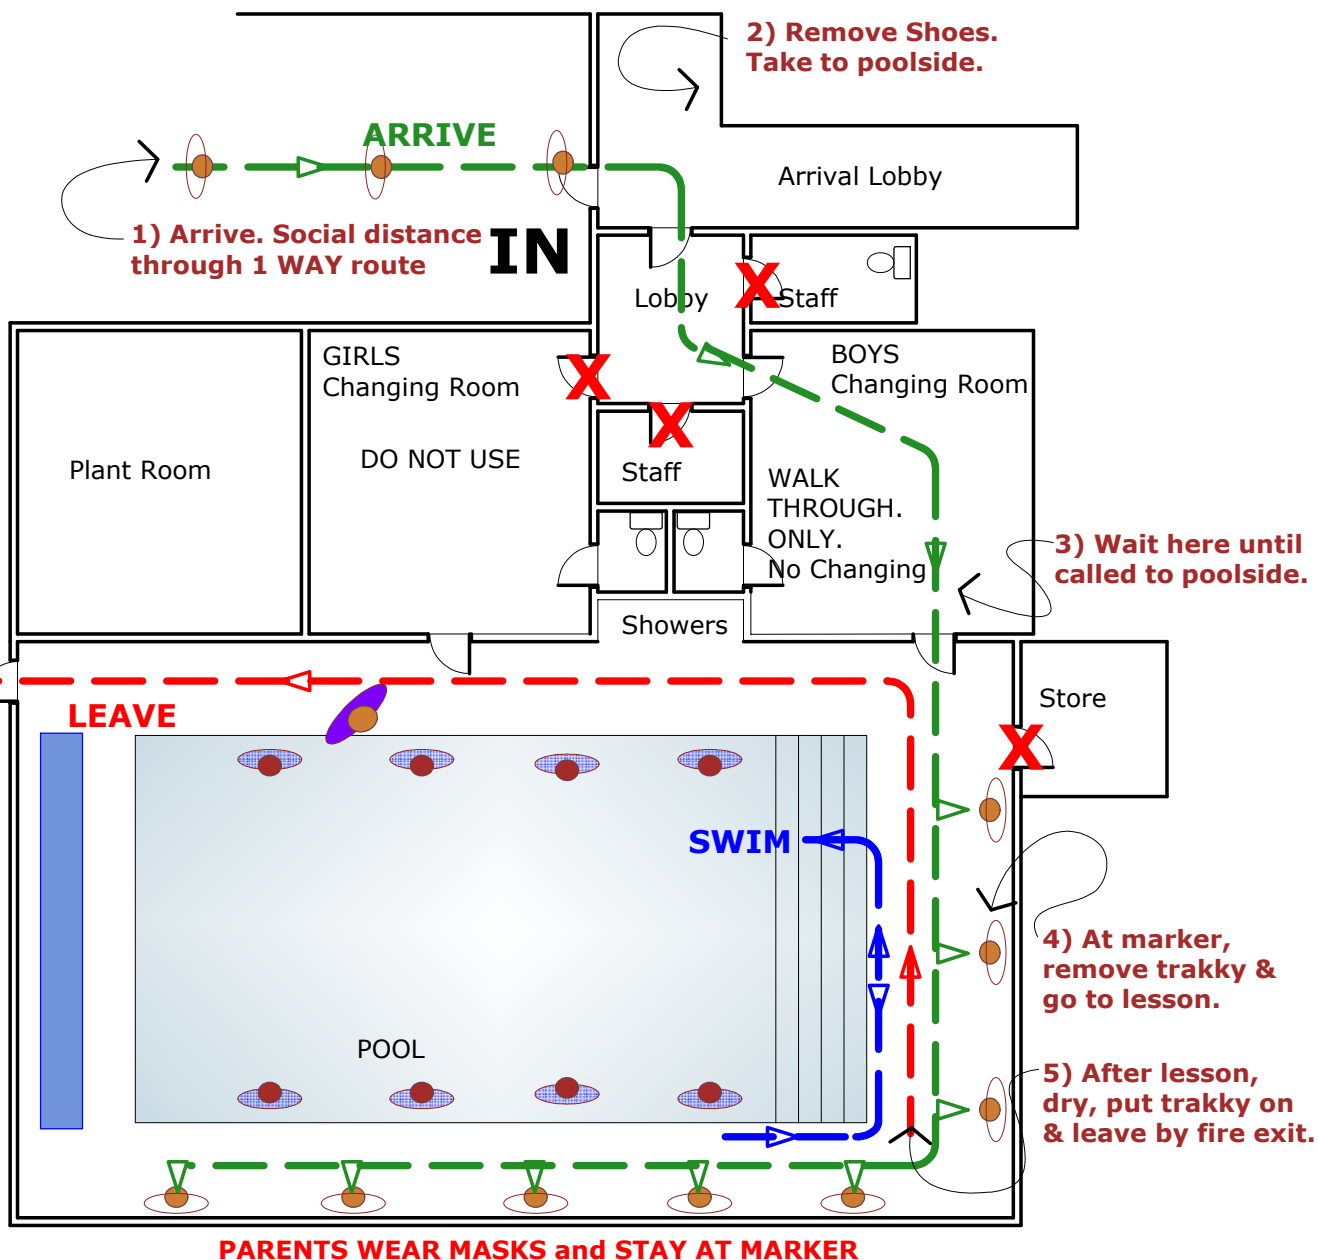 2) Remove Shoes.
Take to poolside.
ARRIVE
Arrival Lobby
1) Arrive. Social distance
through 1 WAY route
IN
Lobby
X
Staff
GIRLS
Changing Room
X
BOYS
Changing Room
X
DO NOT USE
Plant Room
Staff
WALK
THROUGH.
ONLY.
No Changing
3) Wait here until
called to poolside.
Showers
LEAVE
Store
X
SWIM
4) At marker,
remove trakky &
go to lesson.
POOL
5) After lesson,
dry, put trakky on
& leave by fire exit.
PARENTS WEAR MASKS and STAY AT MARKER